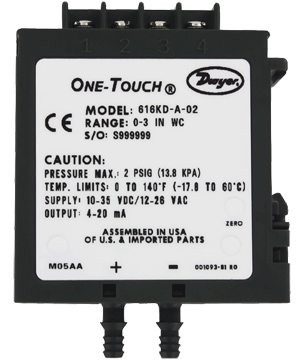 1 2 3 4
ONE-TOUCH ®
Dwyer
MODEL: 616KD-A-02
RANGE: 0-3 IN WC
S/O: S999999
CE
CAUTION:
PRESSURE MAX.: 2 PSIG (13.8 KPA)
TEMP. LIMITS: 0 TO 140°F (-17.8 TO 60°C)
SUPPLY: 10-35 VDC/12-26 VAC
OUTPUT: 4-20 mA
ZERO
ASSEMBLED IN USA
OF U.S. & IMPORTED PARTS
M05AA + - 001093-81 R0